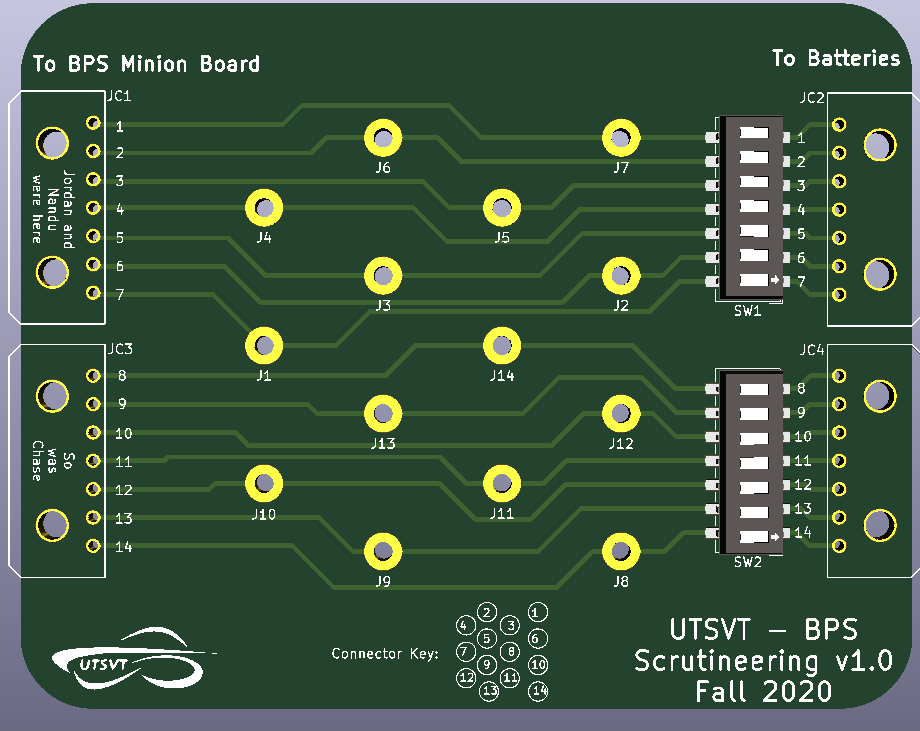 To BPS Minion Board
To Batteries
JC1
1
2
3
4
5
6
7
Jordan and
Nandu
were here
J6
J7
J4
J5
J3
J2
J1
J14
JC2
1
2
3
4
5
6
7
SW1
JC3
8
9
10
11
12
13
14
So
was
Chase
J13
J12
J10
J11
J9
J8
JC4
8
9
10
11
12
13
14
SW2
UTSVT
Connector Key:
2
1
4
3
5
6
7
8
9
10
12
11
13
14
UTSVT – BPS
Scrutineering v1.0
Fall 2020